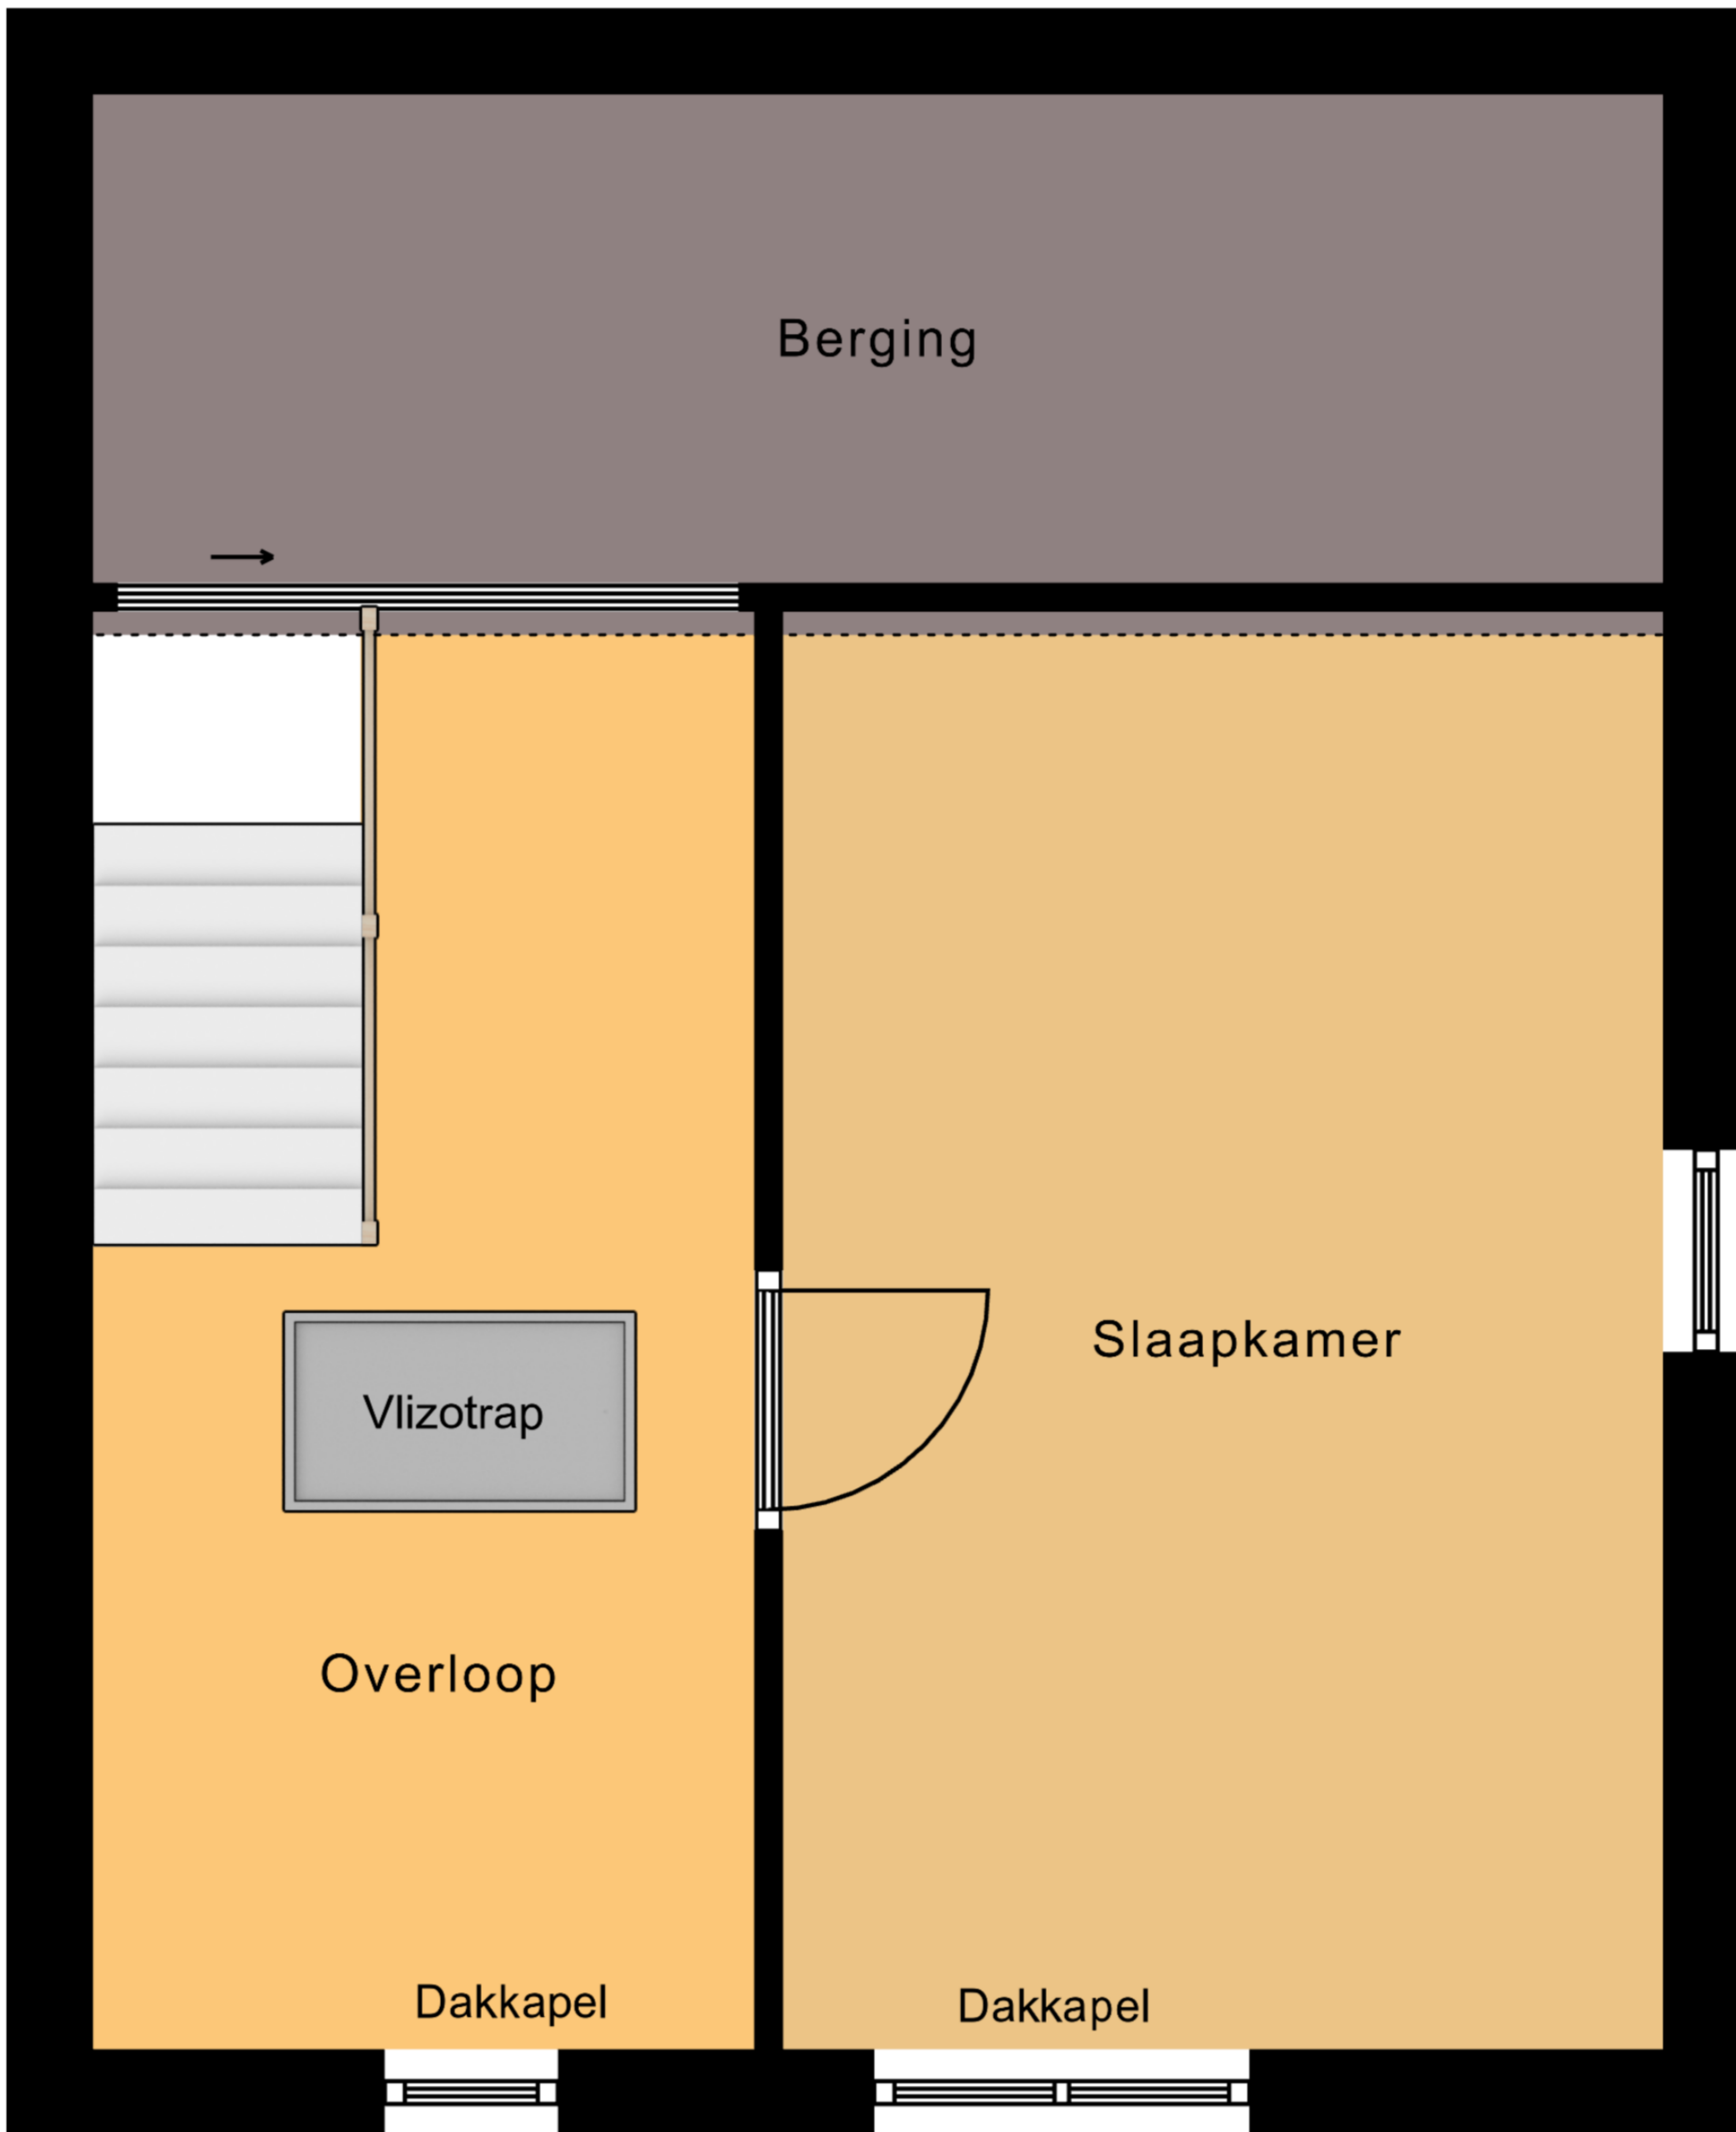 Berging
Slaapkamer
Vlizotrap
Overloop
Dakkapel
Dakkapel